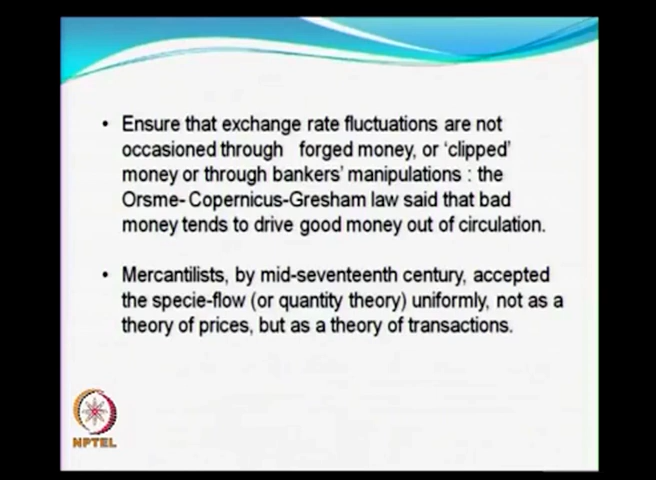 • Ensure that exchange rate fluctuations are not
occasioned through forged money, or 'clipped'
money or through bankers' manipulations : the
Orsme- Copernicus-Gresham law said that bad
money tends to drive good money out of circulation.
• Mercantilists, by mid-seventeenth century, accepted
the specie-flow (or quantity theory) uniformly, not as a
theory of prices, but as a theory of transactions.
NPTEL